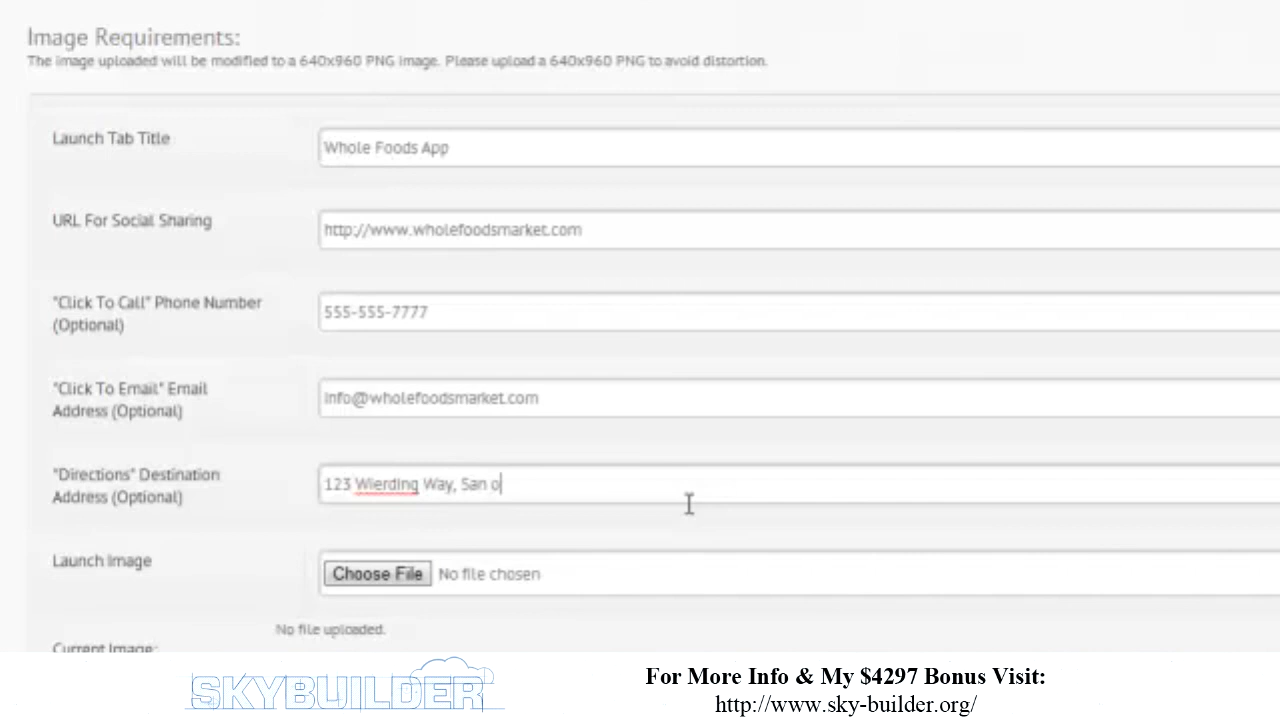 Image Requirements:
The image uploaded will be modified to a 640x960 PNG image. Please upload a 640x960 PNG to avoid distortion.
Launch Tab Title
Whole Foods App
URL For Social Sharing
http://www.wholefoodsmarket.com
"Click To Call" Phone Number
(Optional)
555-555-7777
"Click To Email" Email
Address (Optional)
info@wholefoodsmarket.com
"Directions" Destination
Address (Optional)
123 Wierding Way, San o
Launch Image
Choose File No file chosen
No file uploaded.
Current Image:
SKYBUILDER
For More Info & My $4297 Bonus Visit:
http://www.sky-builder.org/